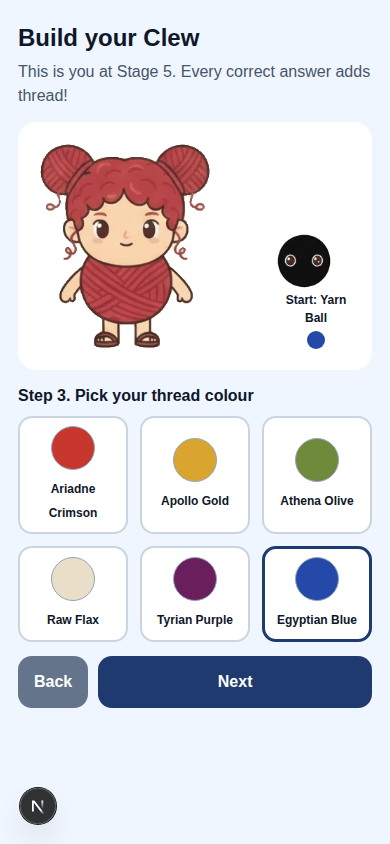 Build your Clew
This is you at Stage 5. Every correct answer adds
thread!
Start: Yarn
Ball
Step 3. Pick your thread colour
Ariadne
Crimson
Apollo Gold
Athena Olive
Raw Flax
Tyrian Purple
Egyptian Blue
Back
Next
N